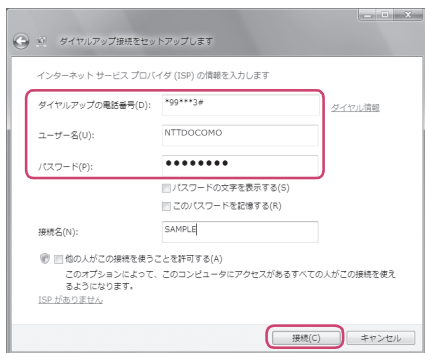 ダイヤルアップ接続をセットアップします
インターネット サービス プロバイダ (ISP) の情報を入力します
ダイヤルアップの電話番号(D): *99***3# ダイヤル情報
ユーザー名(U): NTTDOCOMO
パスワード(P): ●●●●●●●●
パスワードの文字を表示する(S)
このパスワードを記憶する(R)
接続名(N): SAMPLE
他の人がこの接続を使うことを許可する(A)
このオプションによって、このコンピュータにアクセスがあるすべての人がこの接続を使え
るようになります。
ISP がありません
接続(C) キャンセル